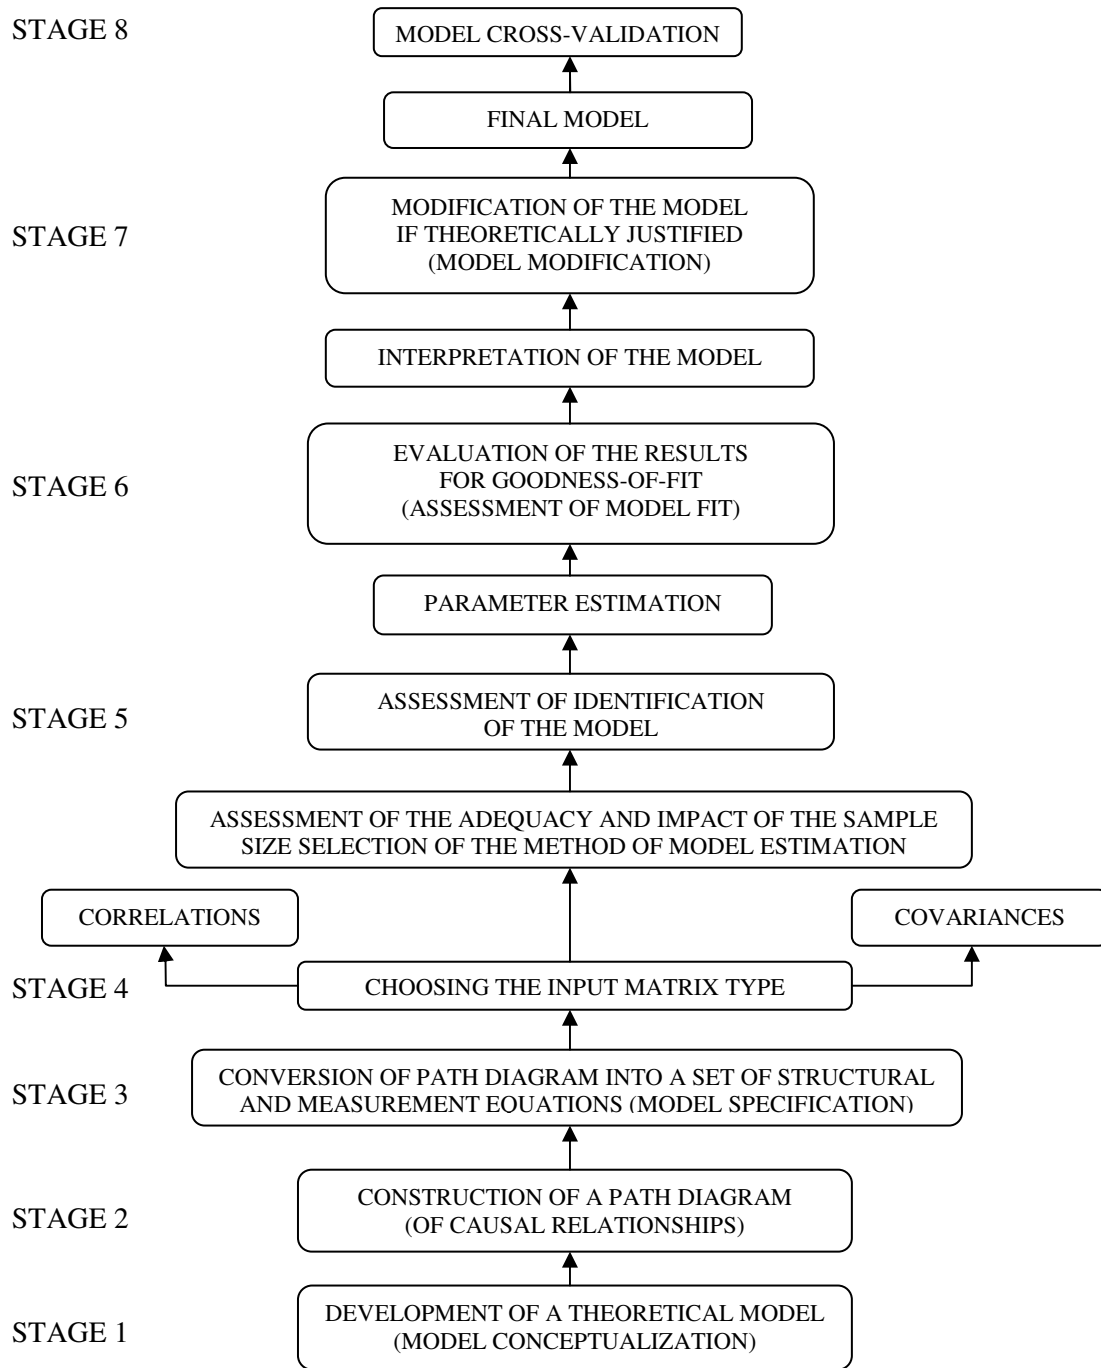 STAGE 8
MODEL CROSS-VALIDATION
FINAL MODEL
STAGE 7
MODIFICATION OF THE MODEL
IF THEORETICALLY JUSTIFIED
(MODEL MODIFICATION)
INTERPRETATION OF THE MODEL
STAGE 6
EVALUATION OF THE RESULTS
FOR GOODNESS-OF-FIT
(ASSESSMENT OF MODEL FIT)
PARAMETER ESTIMATION
STAGE 5
ASSESSMENT OF IDENTIFICATION
OF THE MODEL
ASSESSMENT OF THE ADEQUACY AND IMPACT OF THE SAMPLE
SIZE SELECTION OF THE METHOD OF MODEL ESTIMATION
CORRELATIONS
COVARIANCES
STAGE 4
CHOOSING THE INPUT MATRIX TYPE
STAGE 3
CONVERSION OF PATH DIAGRAM INTO A SET OF STRUCTURAL
AND MEASUREMENT EQUATIONS (MODEL SPECIFICATION)
STAGE 2
CONSTRUCTION OF A PATH DIAGRAM
(OF CAUSAL RELATIONSHIPS)
STAGE 1
DEVELOPMENT OF A THEORETICAL MODEL
(MODEL CONCEPTUALIZATION)